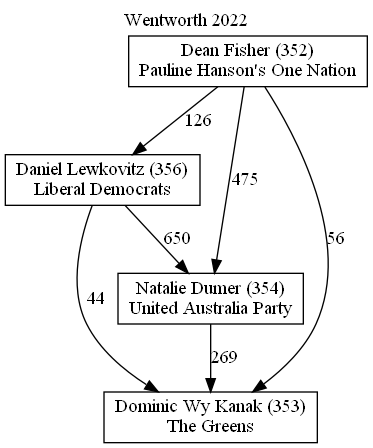 Wentworth 2022
Dean Fisher (352)
Pauline Hanson's One Nation
126
Daniel Lewkovitz (356)
Liberal Democrats
475
650
56
Natalie Dumer (354)
United Australia Party
44
269
Dominic Wy Kanak (353)
The Greens